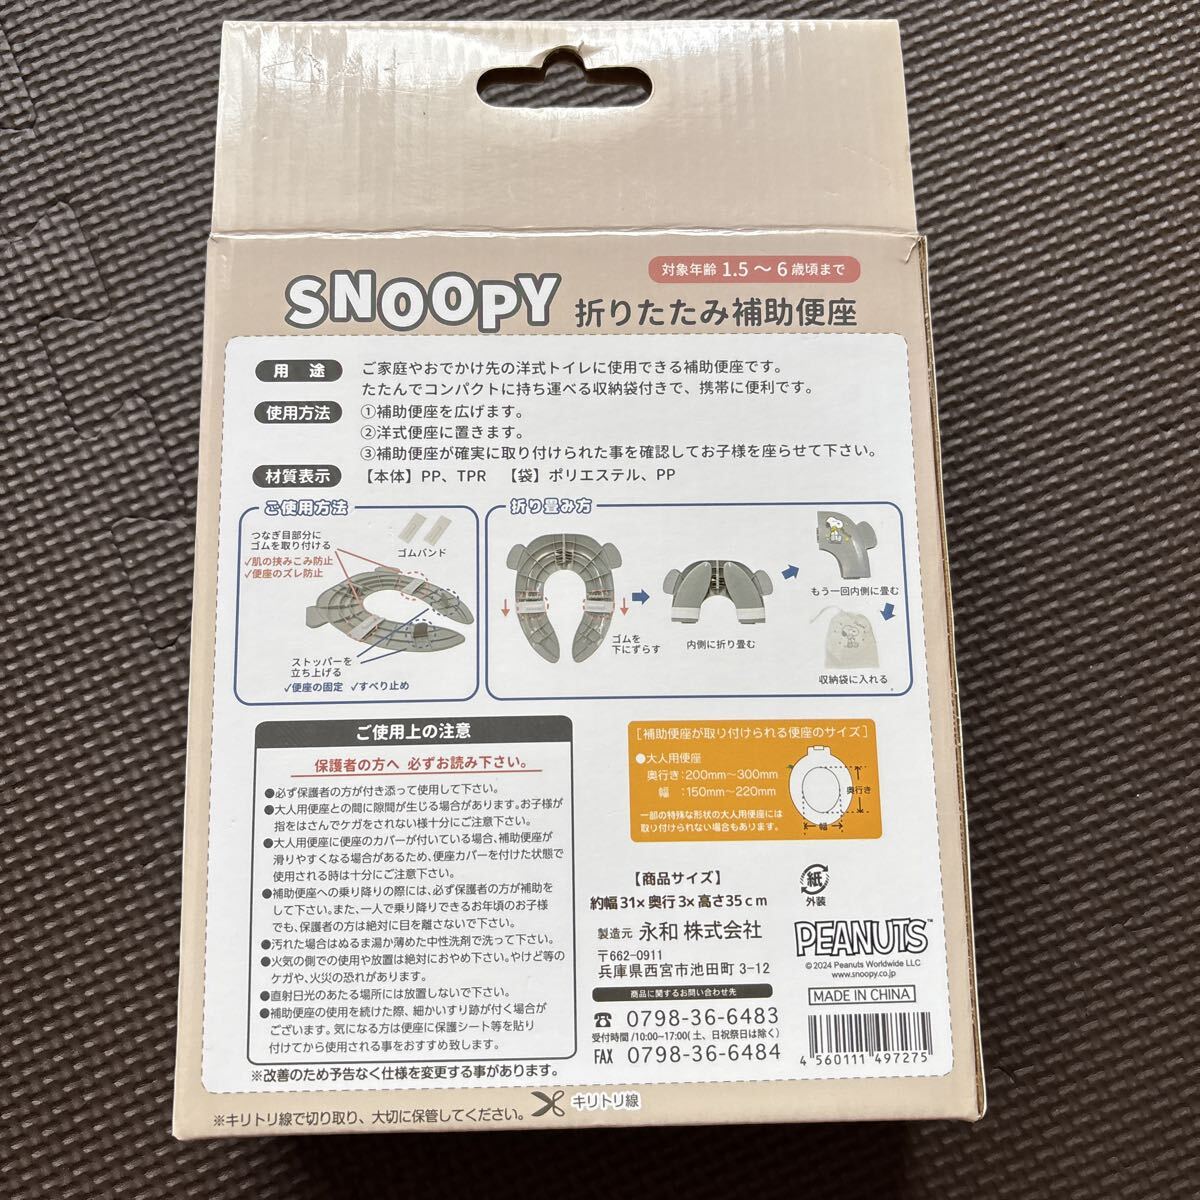 対象年齢 1.5〜6歳頃まで
SNOOPY 折りたたみ補助便座
用途 ご家庭やおでかけ先の洋式トイレに使用できる補助便座です。
たたんでコンパクトに持ち運べる収納袋付きで、携帯に便利です。
使用方法 ①補助便座を広げます。
②洋式便座に置きます。
③補助便座が確実に取り付けられた事を確認してお子様を座らせて下さい。
材質表示 【本体】PP、TPR 【袋】ポリエステル、PP
ご使用方法
つなぎ目部分に
ゴムを取り付ける
✓肌の挟みこみ防止
✓便座のズレ防止
ゴムバンド
ストッパーを
立ち上げる
✓便座の固定 ✓すべり止め
折り畳み方
ゴムを
下にずらす
内側に折り畳む
もう一回内側に畳む
収納袋に入れる
ご使用上の注意
保護者の方へ 必ずお読み下さい。
●必ず保護者の方が付き添って使用して下さい。
●大人用便座との間に隙間が生じる場合があります。お子様が
指をはさんでケガをされない様十分にご注意下さい。
●大人用便座に便座のカバーが付いている場合、補助便座が
滑りやすくなる場合があるため、便座カバーを付けた状態で
使用される時は十分にご注意下さい。
●補助便座への乗り降りの際には、必ず保護者の方が補助を
して下さい。また、一人で乗り降りできるお年頃のお子様
でも、保護者の方は絶対に目を離さないで下さい。
●汚れた場合はぬるま湯か薄めた中性洗剤で洗って下さい。
●火気の側での使用や放置は絶対におやめ下さい。やけど等の
ケガや、火災の恐れがあります。
●直射日光のあたる場所には放置しないで下さい。
●補助便座の使用を続けた際、細かいすり跡が付く場合が
ございます。気になる方は便座に保護シート等を貼り
付けてから使用される事をおすすめ致します。
※改善のため予告なく仕様を変更する事があります。
[補助便座が取り付けられる便座のサイズ]
●大人用便座
奥行き:200mm〜300mm
幅 :150mm〜220mm
一部の特殊な形状の大人用便座には
取り付けられない場合もあります。
奥行き
幅
【商品サイズ】
約幅31×奥行3×高さ35cm
紙
外装
製造元 永和 株式会社
〒662-0911
兵庫県西宮市池田町 3-12
商品に関するお問い合わせ先
☎ 0798-36-6483
受付時間/10:00〜17:00(土、日祝祭日は除く)
FAX 0798-36-6484
PEANUTS™
©2024 Peanuts Worldwide LLC
www.snoopy.co.jp
MADE IN CHINA
4 560111 497275
※キリトリ線で切り取り、大切に保管してください。
キリトリ線